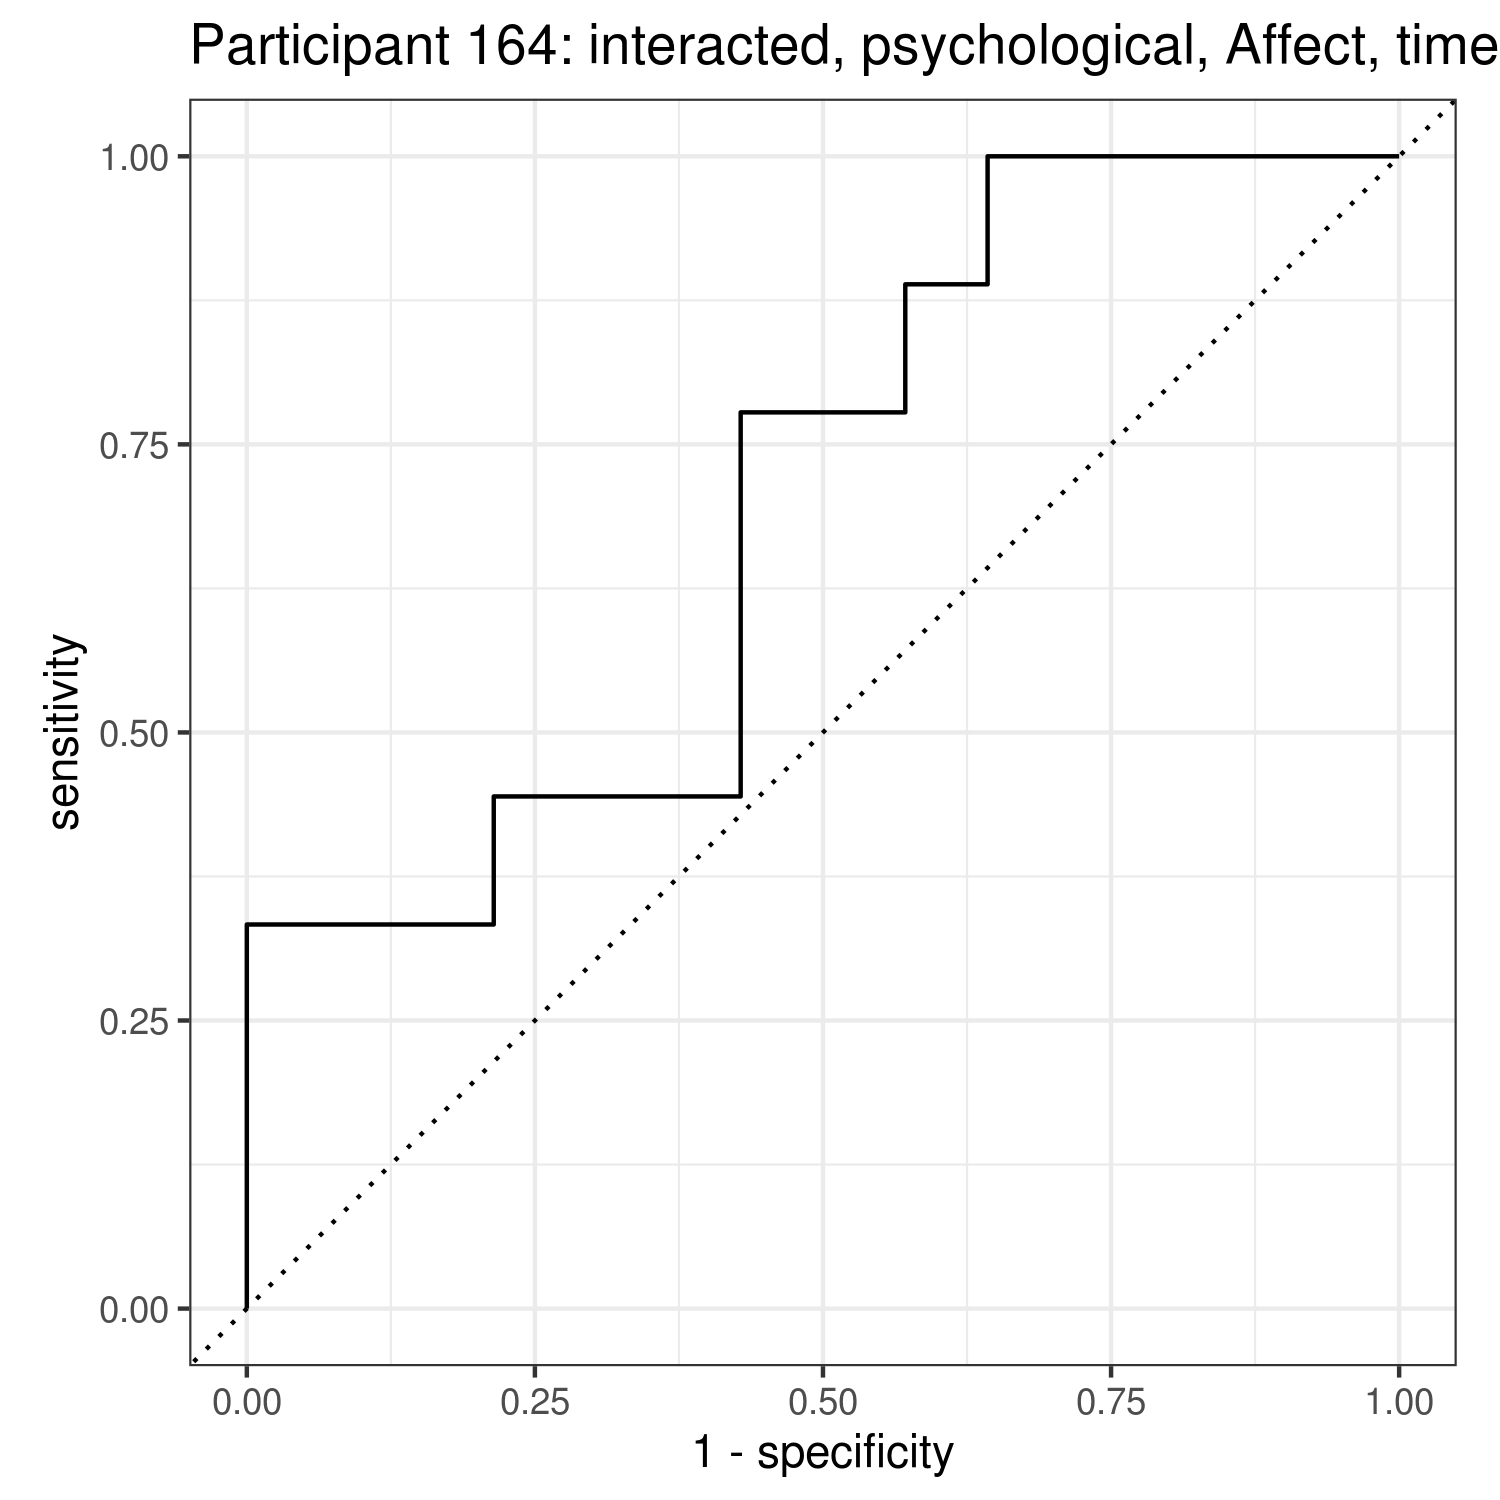 Participant 164: interacted, psychological, Affect, time
1.00
0.75
0.50
0.25
0.00
sensitivity
0.00 0.25 0.50 0.75 1.00
1 - specificity